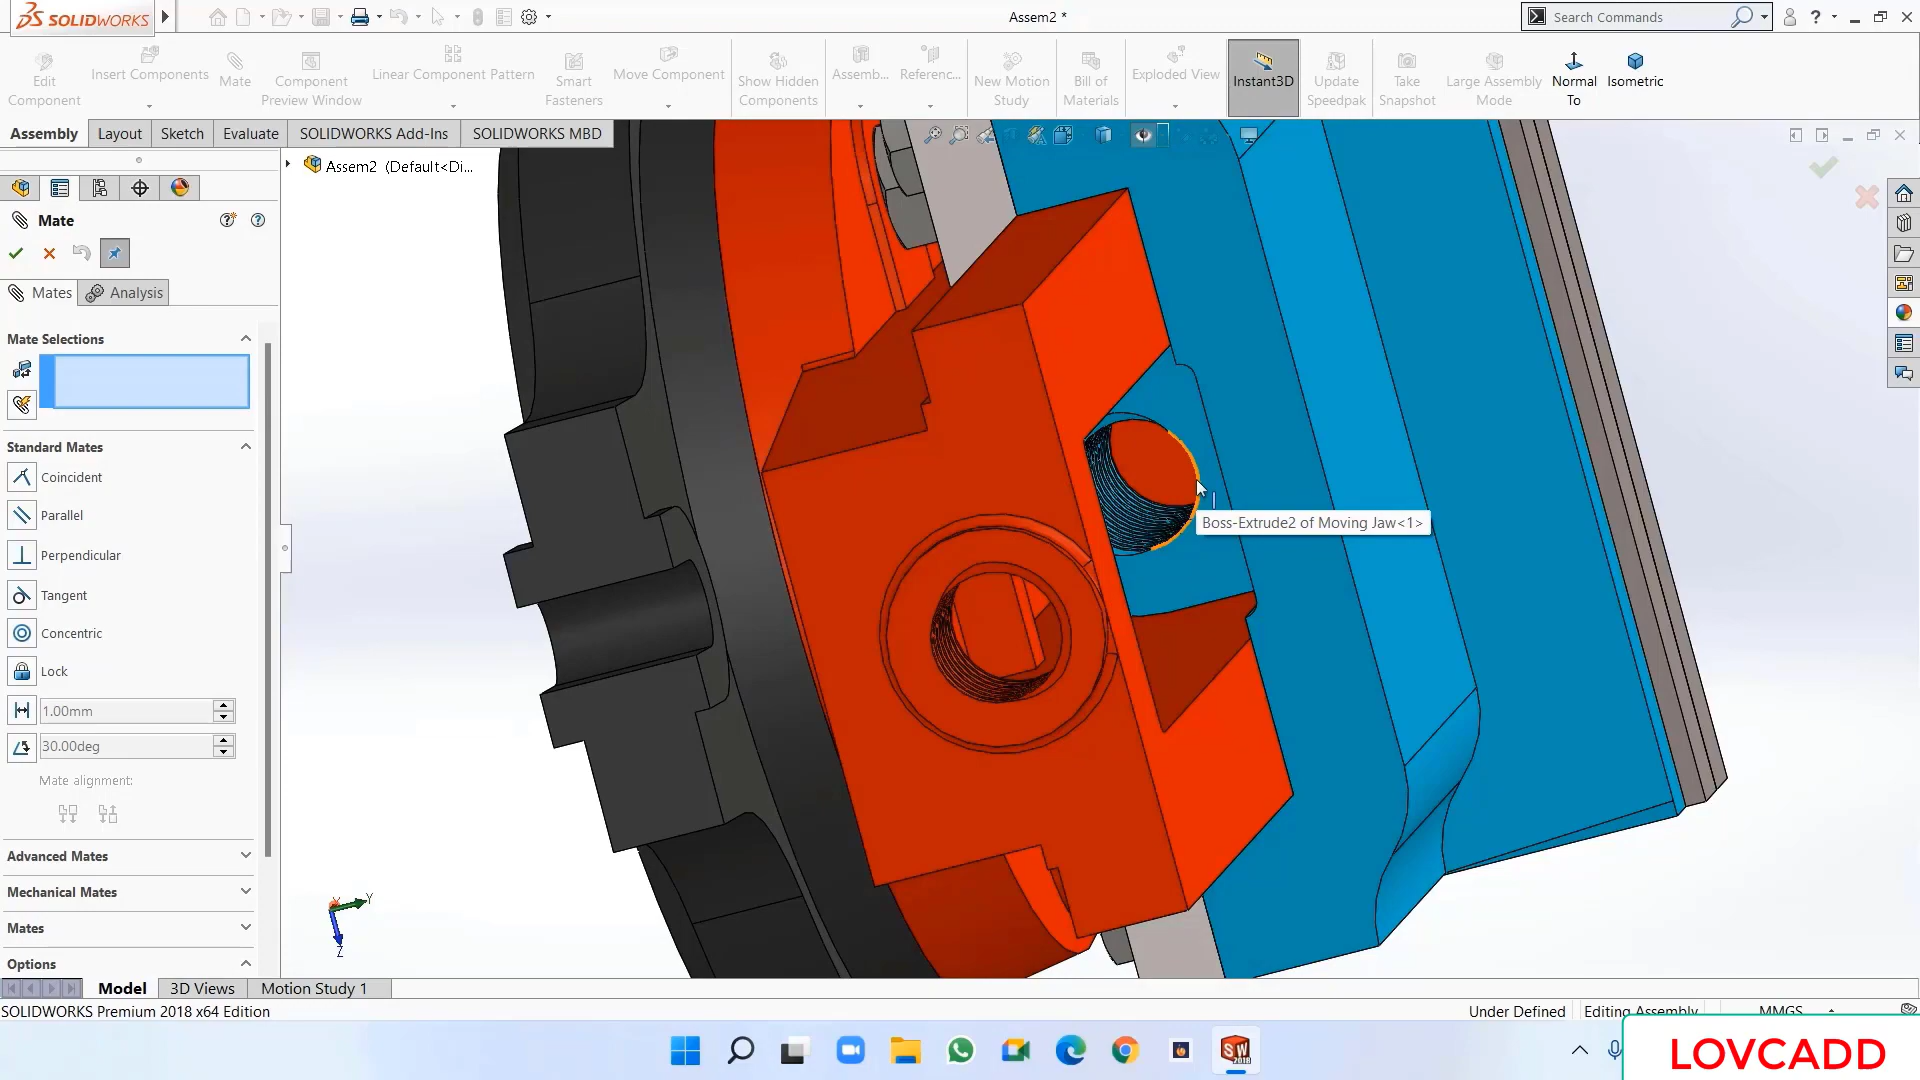 SOLIDWORKS
Assem2 *
Search Commands
Edit Component
Insert Components
Mate
Component Preview Window
Linear Component Pattern
Smart Fasteners
Move Component
Show Hidden Components
Assemb...
Referenc...
New Motion Study
Bill of Materials
Exploded View
Instant3D
Update Speedpak
Take Snapshot
Large Assembly Mode
Normal To
Isometric
Assembly
Layout
Sketch
Evaluate
SOLIDWORKS Add-Ins
SOLIDWORKS MBD
Assem2 (Default<Di...
Mate
Mates
Analysis
Mate Selections
Standard Mates
Coincident
Parallel
Perpendicular
Tangent
Concentric
Lock
1.00mm
30.00deg
Mate alignment:
Advanced Mates
Mechanical Mates
Mates
Options
Boss-Extrude2 of Moving Jaw<1>
Y
Z
Model
3D Views
Motion Study 1
SOLIDWORKS Premium 2018 x64 Edition
Under Defined
Editing Assembly
MMGS
SW
2018
LOVCADD